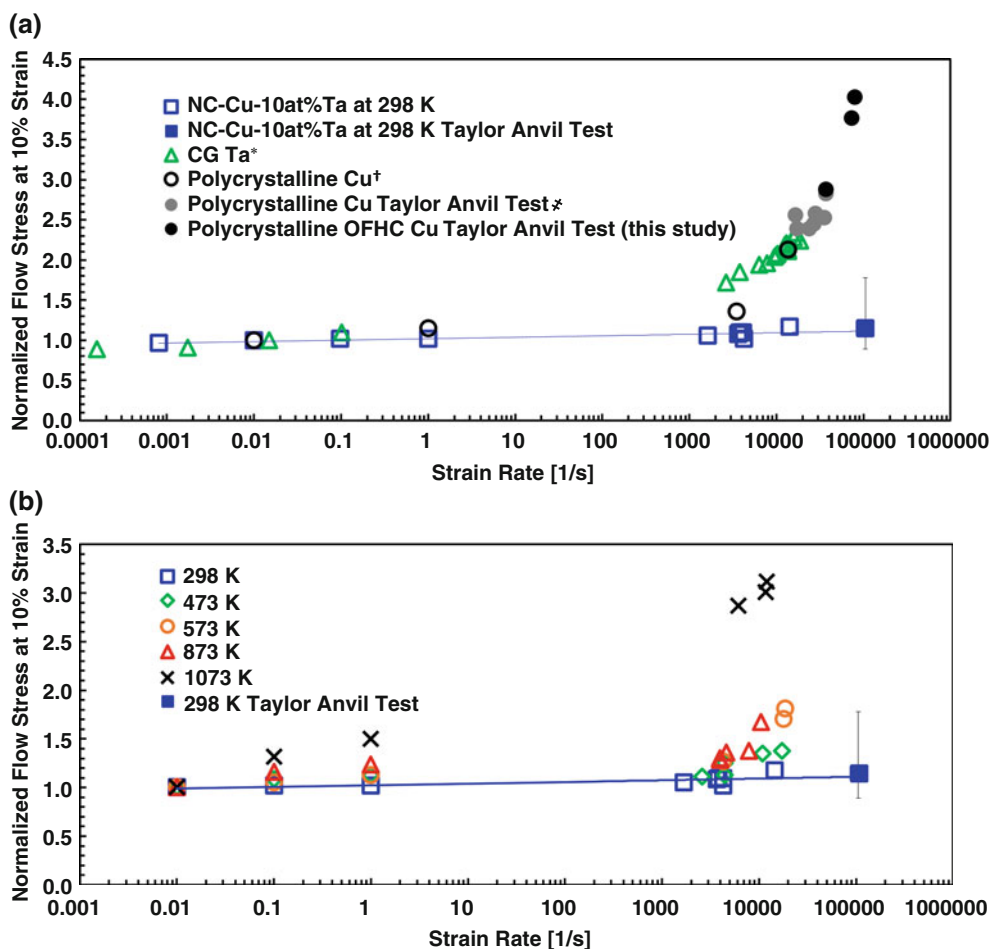 (a)
Normalized Flow Stress at 10% Strain
4.5
4.0
3.5
3.0
2.5
2.0
1.5
1.0
0.5
0.0
NC-Cu-10at%Ta at 298 K
NC-Cu-10at%Ta at 298 K Taylor Anvil Test
CG Ta*
Polycrystalline Cu†
Polycrystalline Cu Taylor Anvil Test
Polycrystalline OFHC Cu Taylor Anvil Test (this study)
0.0001 0.001 0.01 0.1 1 10 100 1000 10000 100000 1000000
Strain Rate [1/s]
(b)
Normalized Flow Stress at 10% Strain
3.5
3.0
2.5
2.0
1.5
1.0
0.5
0.0
298 K
473 K
573 K
873 K
1073 K
298 K Taylor Anvil Test
0.001 0.01 0.1 1 10 100 1000 10000 100000 1000000
Strain Rate [1/s]